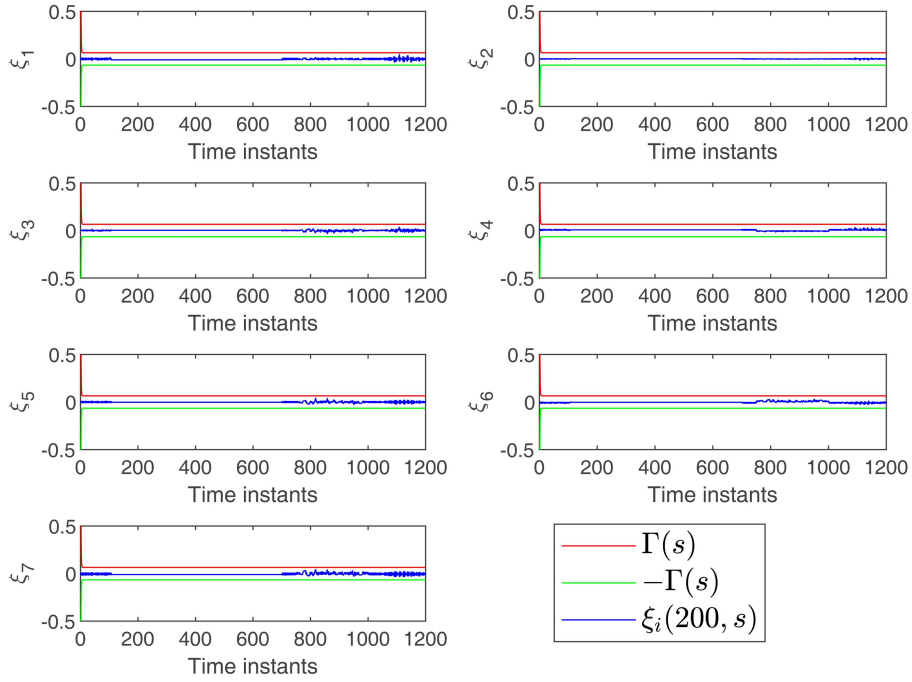 0.5 0.5
ξ1 0 ξ2 0
-0.5 -0.5
0 200 400 600 800 1000 1200 0 200 400 600 800 1000 1200
Time instants Time instants
0.5 0.5
ξ3 0 ξ4 0
-0.5 -0.5
0 200 400 600 800 1000 1200 0 200 400 600 800 1000 1200
Time instants Time instants
0.5 0.5
ξ5 0 ξ6 0
-0.5 -0.5
0 200 400 600 800 1000 1200 0 200 400 600 800 1000 1200
Time instants Time instants
0.5
ξ7 0
-0.5
0 200 400 600 800 1000 1200
Time instants
Γ(s)
−Γ(s)
ξi(200, s)